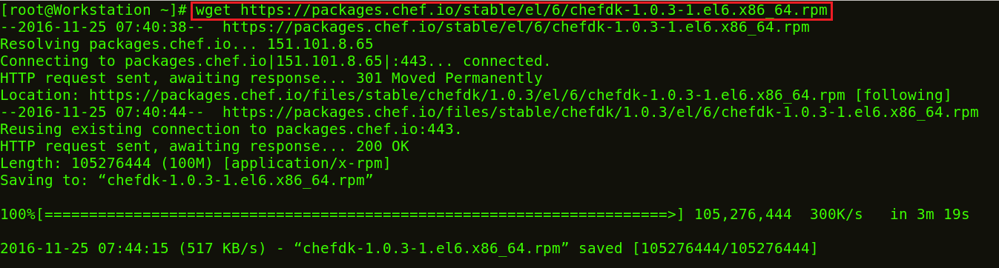 [root@Workstation ~]# wget https://packages.chef.io/stable/el/6/chefdk-1.0.3-1.el6.x86_64.rpm
--2016-11-25 07:40:38--  https://packages.chef.io/stable/el/6/chefdk-1.0.3-1.el6.x86_64.rpm
Resolving packages.chef.io... 151.101.8.65
Connecting to packages.chef.io|151.101.8.65|:443... connected.
HTTP request sent, awaiting response... 301 Moved Permanently
Location: https://packages.chef.io/files/stable/chefdk/1.0.3/el/6/chefdk-1.0.3-1.el6.x86_64.rpm [following]
--2016-11-25 07:40:44--  https://packages.chef.io/files/stable/chefdk/1.0.3/el/6/chefdk-1.0.3-1.el6.x86_64.rpm
Reusing existing connection to packages.chef.io:443.
HTTP request sent, awaiting response... 200 OK
Length: 105276444 (100M) [application/x-rpm]
Saving to: “chefdk-1.0.3-1.el6.x86_64.rpm”
100%[======================================================================>] 105,276,444  300K/s   in 3m 19s
2016-11-25 07:44:15 (517 KB/s) - “chefdk-1.0.3-1.el6.x86_64.rpm” saved [105276444/105276444]